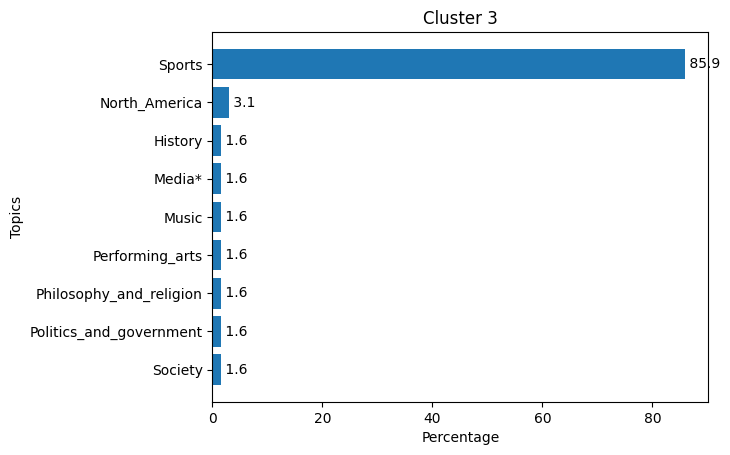 Cluster 3
Topics
Sports 85.9
North_America 3.1
History 1.6
Media* 1.6
Music 1.6
Performing_arts 1.6
Philosophy_and_religion 1.6
Politics_and_government 1.6
Society 1.6
0 20 40 60 80
Percentage